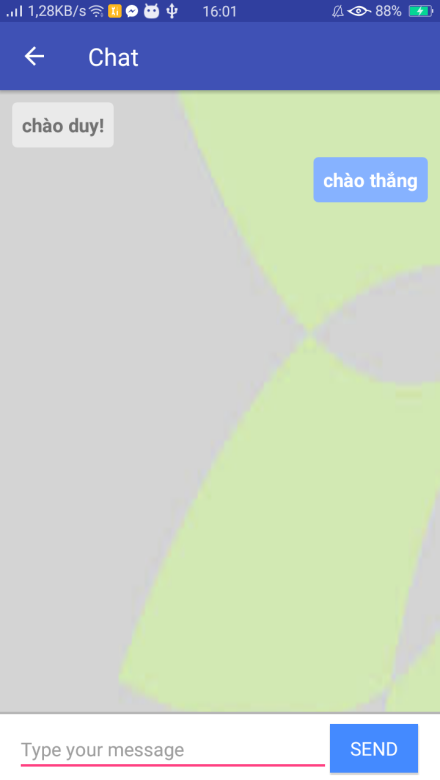 1,28KB/s 16:01 88%
Chat
chào duy!
chào thắng
Type your message
SEND